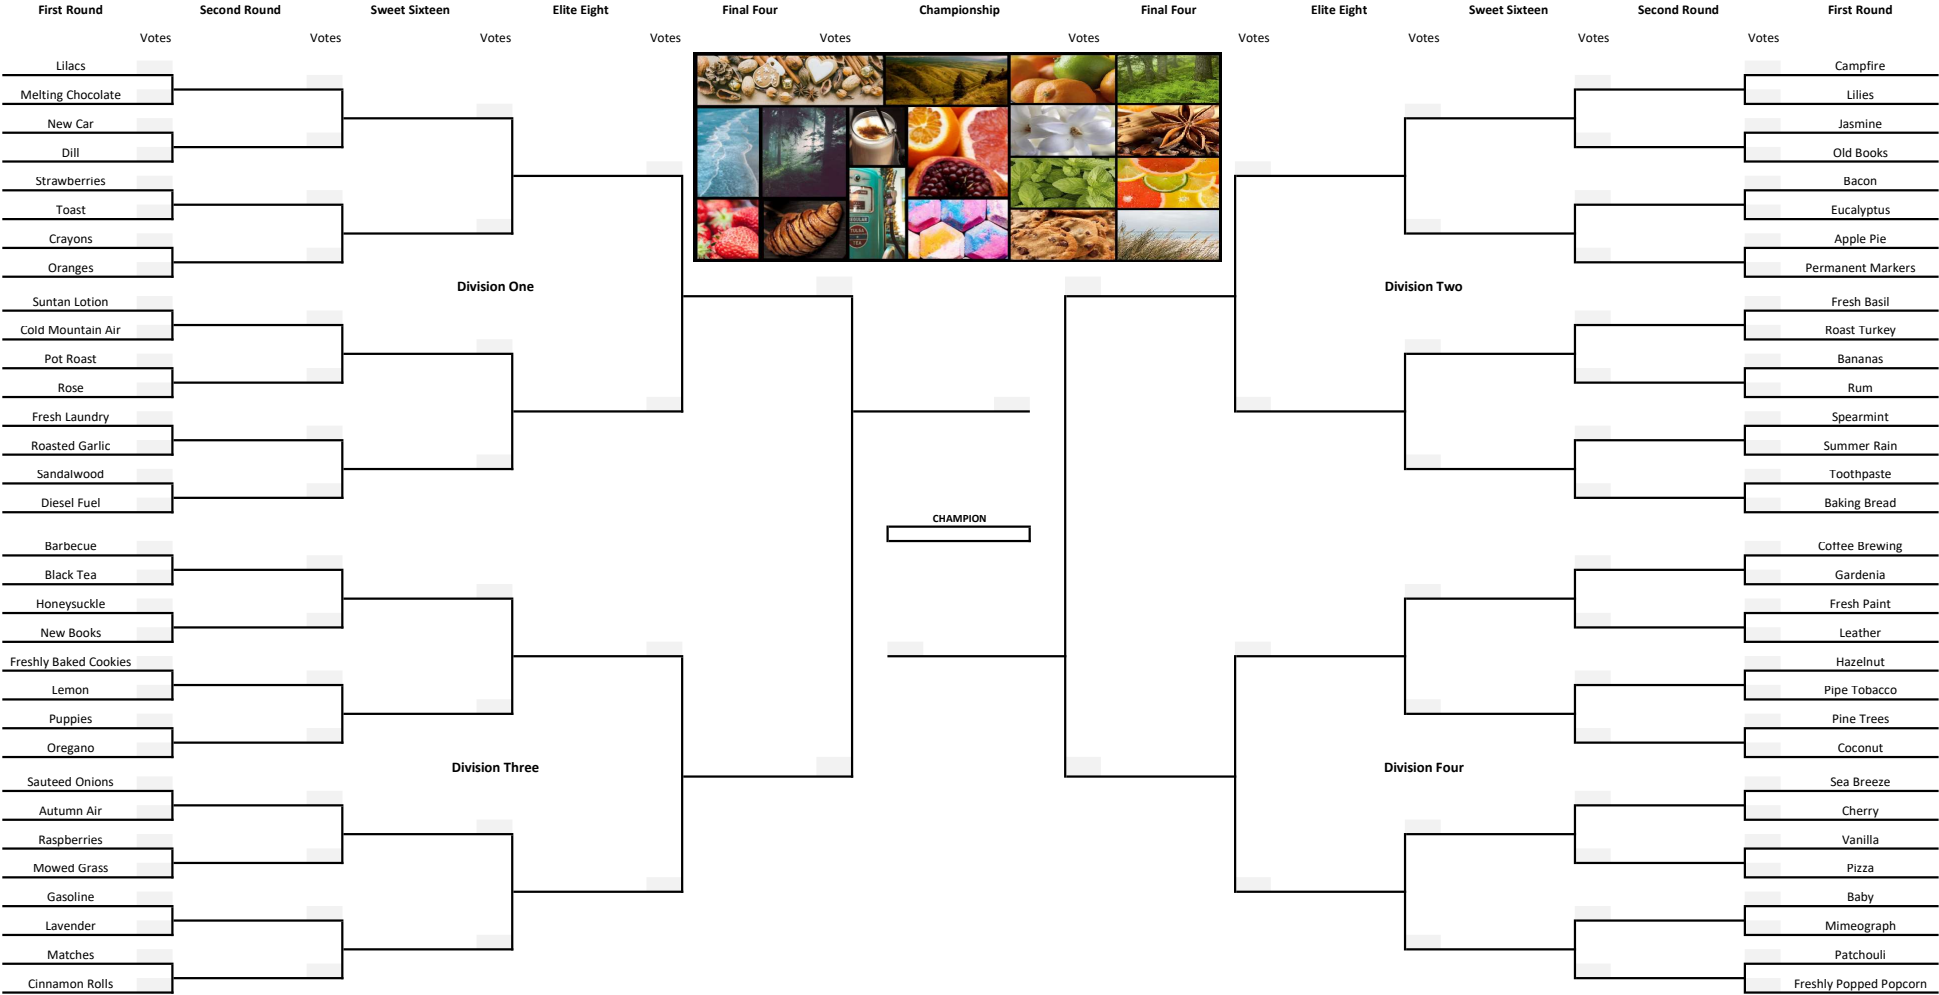 First Round Second Round Sweet Sixteen Elite Eight Final Four Championship Final Four Elite Eight Sweet Sixteen Second Round First Round
Votes Votes Votes Votes Votes Votes Votes Votes Votes Votes
Lilacs Campfire
Melting Chocolate Lilies
New Car Jasmine
Dill Old Books
Strawberries Bacon
Toast Eucalyptus
Crayons Apple Pie
Oranges Permanent Markers
Division One Division Two
Suntan Lotion Fresh Basil
Cold Mountain Air Roast Turkey
Pot Roast Bananas
Rose Rum
Fresh Laundry Spearmint
Roasted Garlic Summer Rain
Sandalwood Toothpaste
Diesel Fuel Baking Bread
CHAMPION
Barbecue Coffee Brewing
Black Tea Gardenia
Honeysuckle Fresh Paint
New Books Leather
Freshly Baked Cookies Hazelnut
Lemon Pipe Tobacco
Puppies Pine Trees
Oregano Coconut
Division Three Division Four
Sauteed Onions Sea Breeze
Autumn Air Cherry
Raspberries Vanilla
Mowed Grass Pizza
Gasoline Baby
Lavender Mimeograph
Matches Patchouli
Cinnamon Rolls Freshly Popped Popcorn